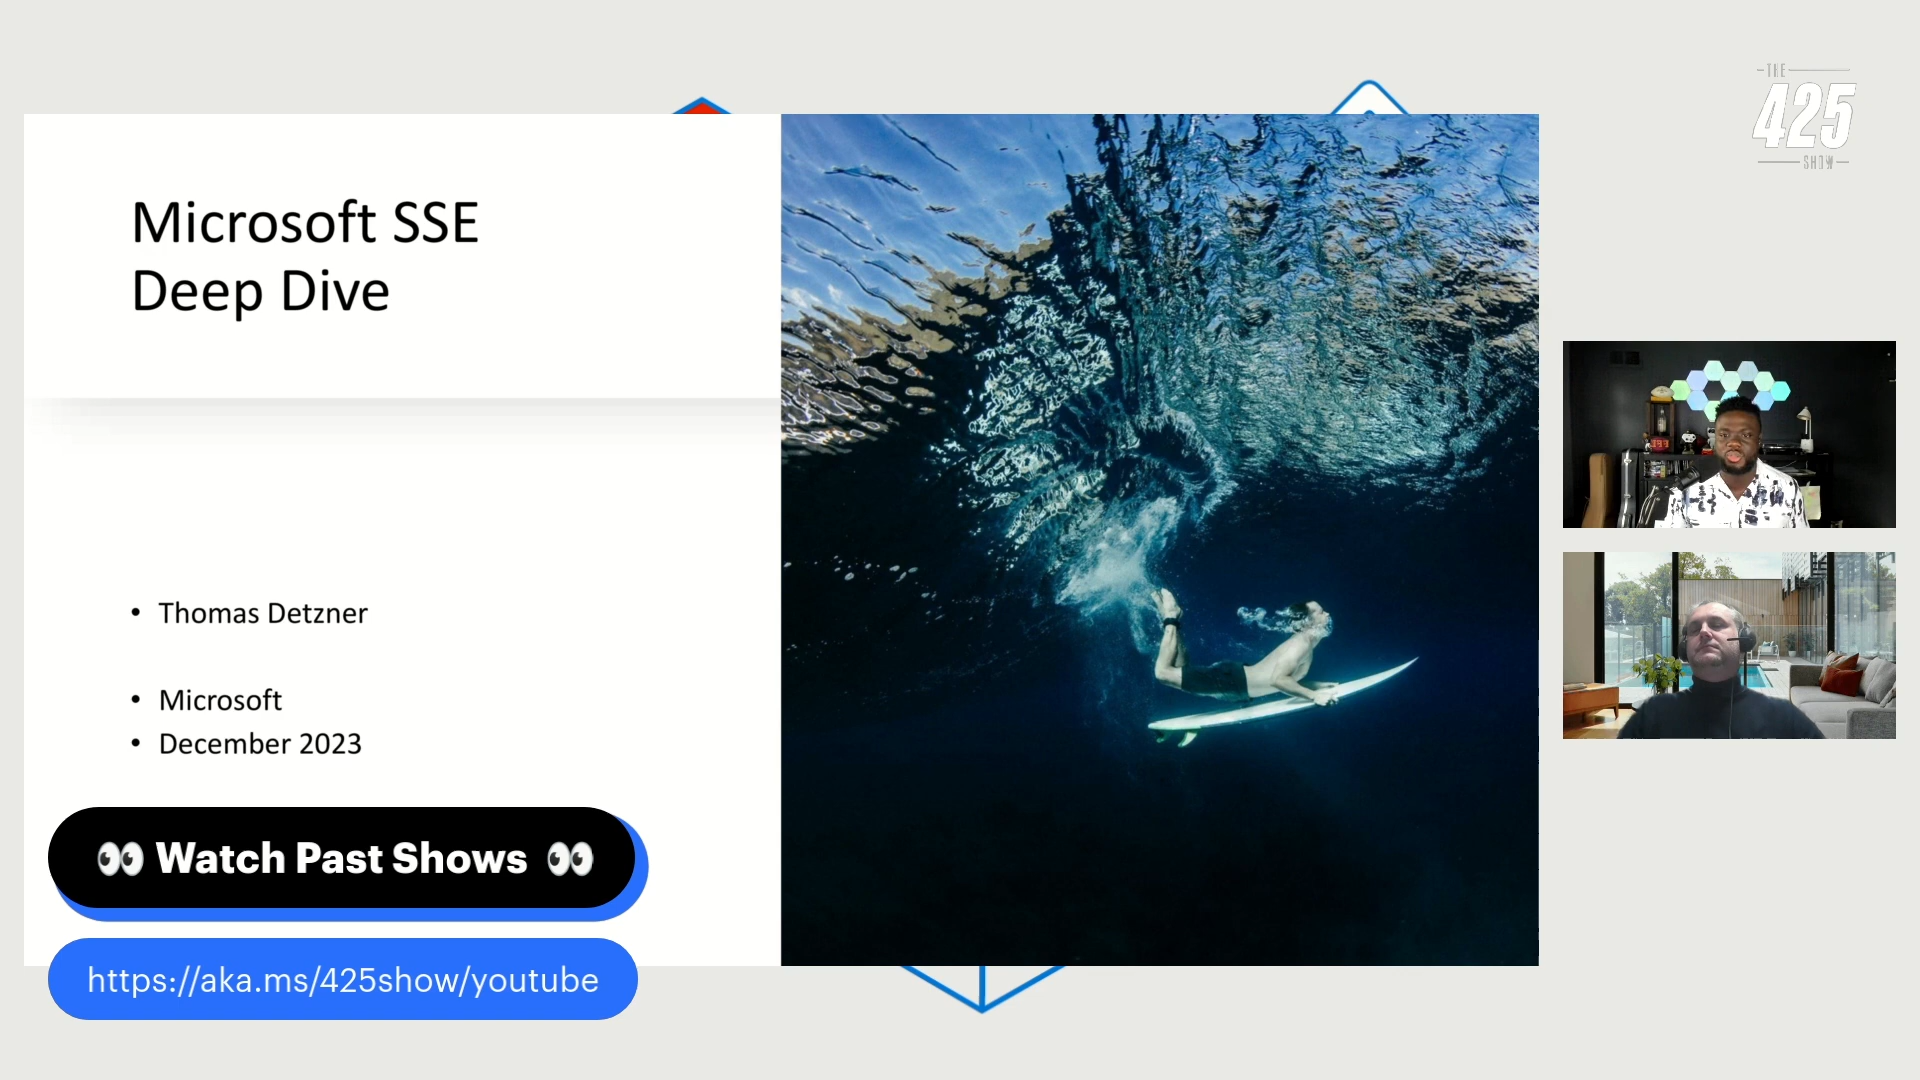 Microsoft SSE
Deep Dive
• Thomas Detzner
• Microsoft
• December 2023
👀 Watch Past Shows 👀
https://aka.ms/425show/youtube
THE
425
SHOW